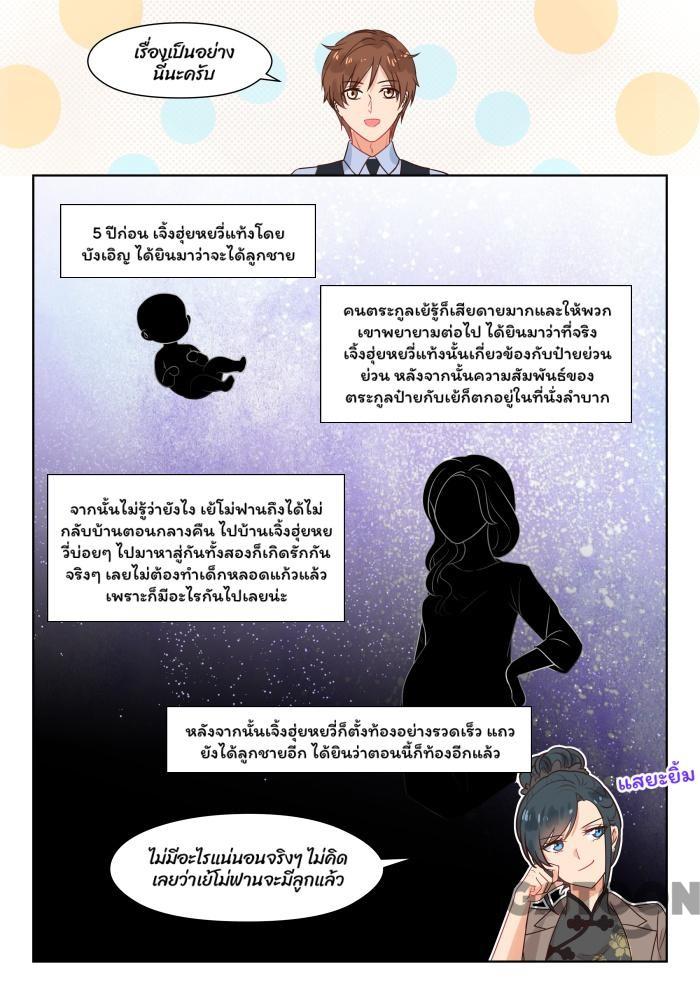 เรื่องเป็นอย่าง
นี้นะครับ
5 ปีก่อน เจิ้งฮุ่ยหยวี่แท้งโดย
บังเอิญ ได้ยินมาว่าจะได้ลูกชาย
คนตระกูลเย้รู้ก็เสียดายมากและให้พวก
เขาพยายามต่อไป ได้ยินมาว่าที่จริง
เจิ้งฮุ่ยหยวี่แท้งนั้นเกี่ยวข้องกับป๋ายย่วน
ย่วน หลังจากนั้นความสัมพันธ์ของ
ตระกูลป๋ายกับเย้ก็ตกอยู่ในที่นั่งลำบาก
จากนั้นไม่รู้ว่ายังไง เย้โม่ฟานถึงได้ไม่
กลับบ้านตอนกลางคืน ไปบ้านเจิ้งฮุ่ยหย
วี่บ่อยๆ ไปมาหาสู่กันทั้งสองก็เกิดรักกัน
จริงๆ เลยไม่ต้องทำเด็กหลอดแก้วแล้ว
เพราะก็มีอะไรกันไปเลยน่ะ
หลังจากนั้นเจิ้งฮุ่ยหยวี่ก็ตั้งท้องอย่างรวดเร็ว แถว
ยังได้ลูกชายอีก ได้ยินว่าตอนนี้ก็ท้องอีกแล้ว
แสยะยิ้ม
ไม่มีอะไรแน่นอนจริงๆ ไม่คิด
เลยว่าเย้โม่ฟานจะมีลูกแล้ว